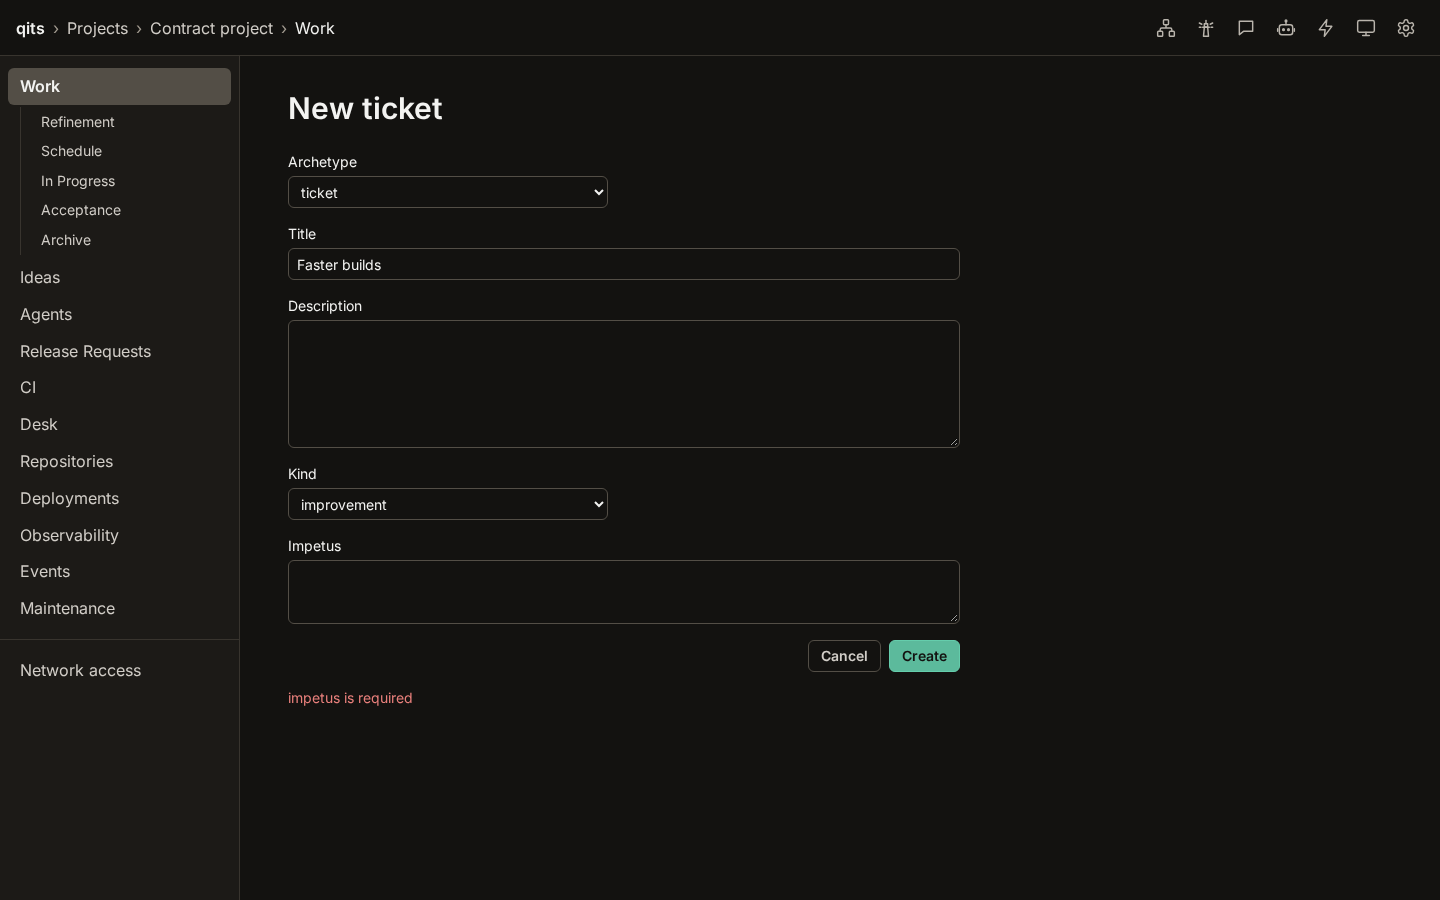 qits › Projects › Contract project › Work
Work
Refinement
Schedule
In Progress
Acceptance
Archive
Ideas
Agents
Release Requests
CI
Desk
Repositories
Deployments
Observability
Events
Maintenance
Network access
New ticket
Archetype
ticket
Title
Faster builds
Description
Kind
improvement
Impetus
Cancel Create
impetus is required